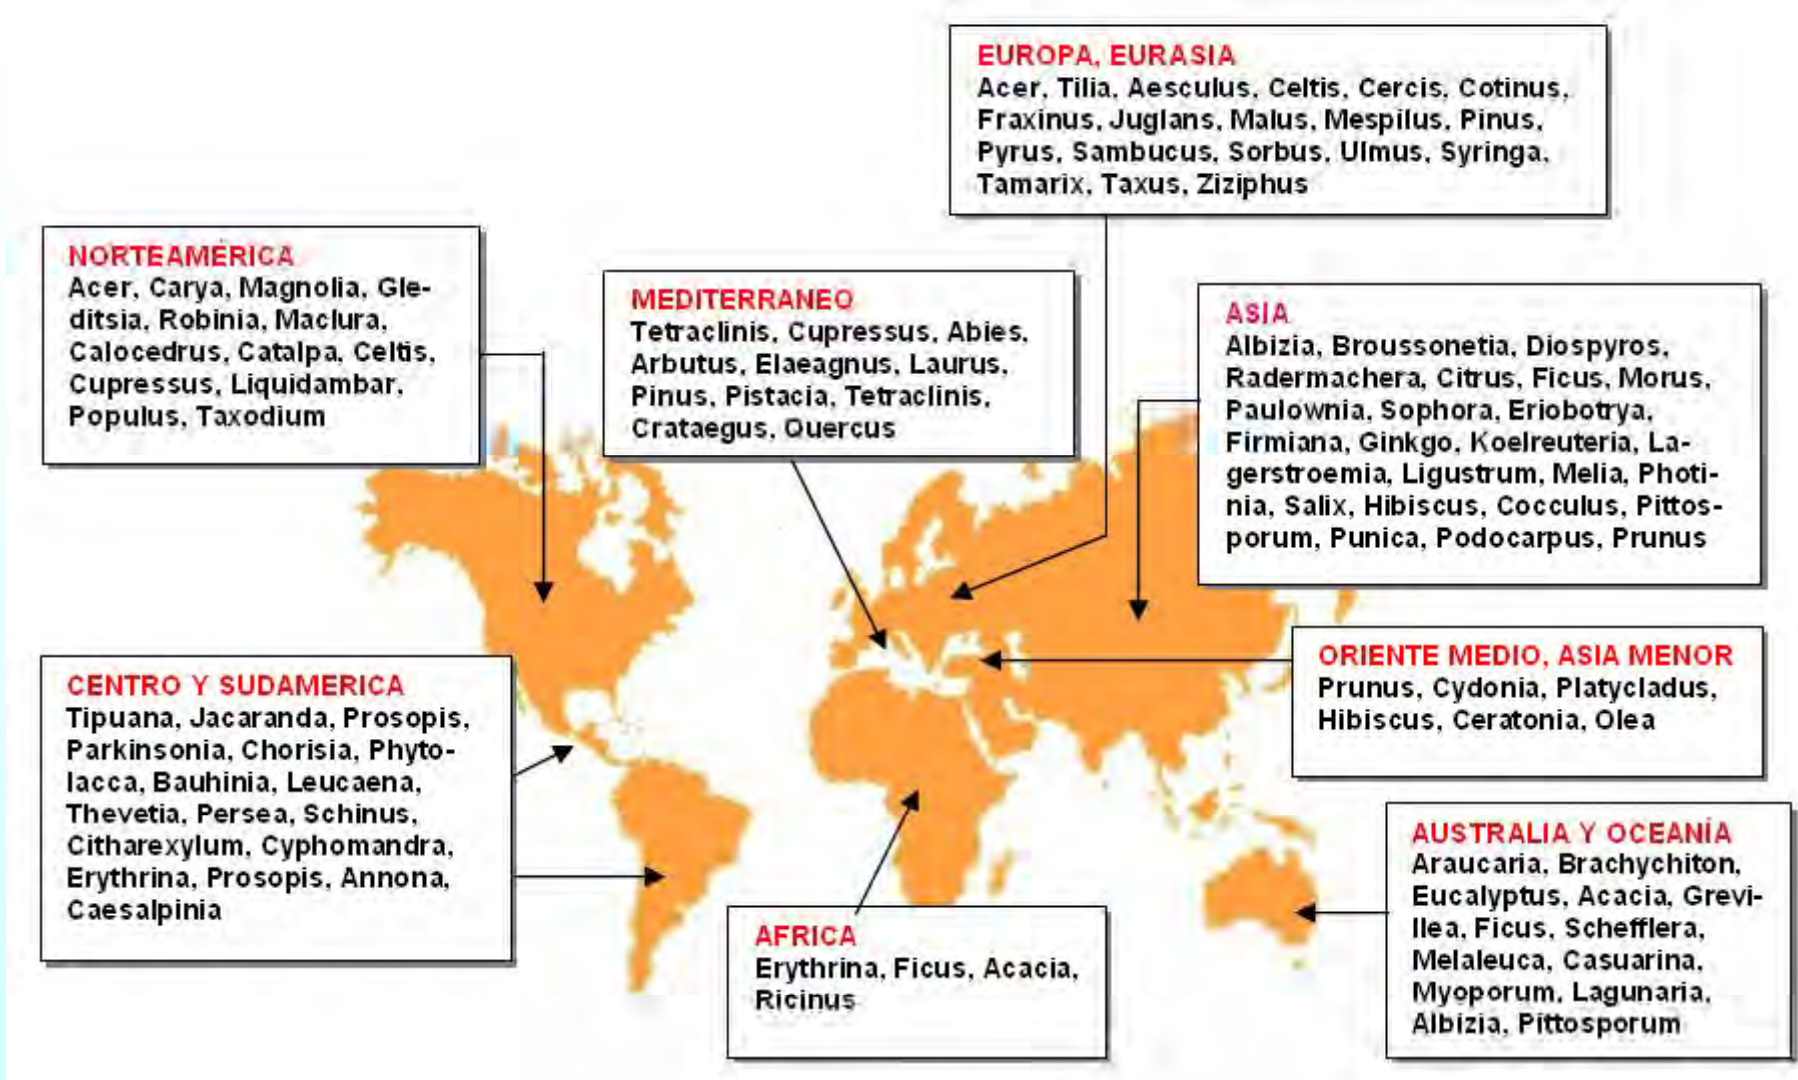 EUROPA, EURASIA
Acer, Tilia, Aesculus, Celtis, Cercis, Cotinus,
Fraxinus, Juglans, Malus, Mespilus, Pinus,
Pyrus, Sambucus, Sorbus, Ulmus, Syringa,
Tamarix, Taxus, Ziziphus
NORTEAMÉRICA
Acer, Carya, Magnolia, Gle-
ditsia, Robinia, Maclura,
Calocedrus, Catalpa, Celtis,
Cupressus, Liquidambar,
Populus, Taxodium
MEDITERRANEO
Tetraclinis, Cupressus, Abies,
Arbutus, Elaeagnus, Laurus,
Pinus, Pistacia, Tetraclinis,
Crataegus, Quercus
ASIA
Albizia, Broussonetia, Diospyros,
Radermachera, Citrus, Ficus, Morus,
Paulownia, Sophora, Eriobotrya,
Firmiana, Ginkgo, Koelreuteria, La-
gerstroemia, Ligustrum, Melia, Photi-
nia, Salix, Hibiscus, Cocculus, Pittos-
porum, Punica, Podocarpus, Prunus
ORIENTE MEDIO, ASIA MENOR
Prunus, Cydonia, Platycladus,
Hibiscus, Ceratonia, Olea
CENTRO Y SUDAMERICA
Tipuana, Jacaranda, Prosopis,
Parkinsonia, Chorisia, Phyto-
lacca, Bauhinia, Leucaena,
Thevetia, Persea, Schinus,
Citharexylum, Cyphomandra,
Erythrina, Prosopis, Annona,
Caesalpinia
AFRICA
Erythrina, Ficus, Acacia,
Ricinus
AUSTRALIA Y OCEANÍA
Araucaria, Brachychiton,
Eucalyptus, Acacia, Grevi-
llea, Ficus, Schefflera,
Melaleuca, Casuarina,
Myoporum, Lagunaria,
Albizia, Pittosporum